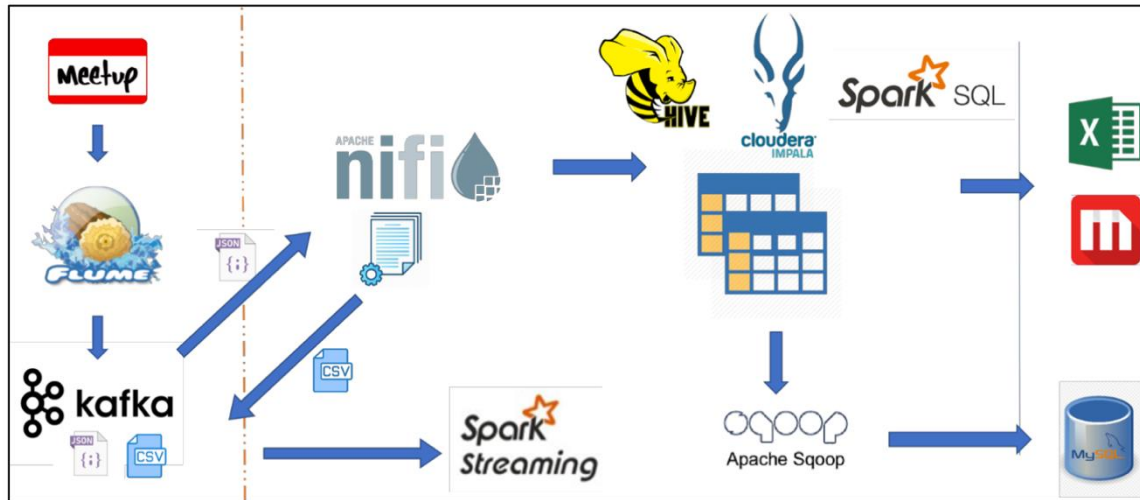 Meetup
FLUME
JSON
{;}
kafka
JSON
{;}
CSV
APACHE
nifi
CSV
Spark
Streaming
HIVE
cloudera
IMPALA
Spark SQL
sqoop
Apache Sqoop
X
m
MySQL